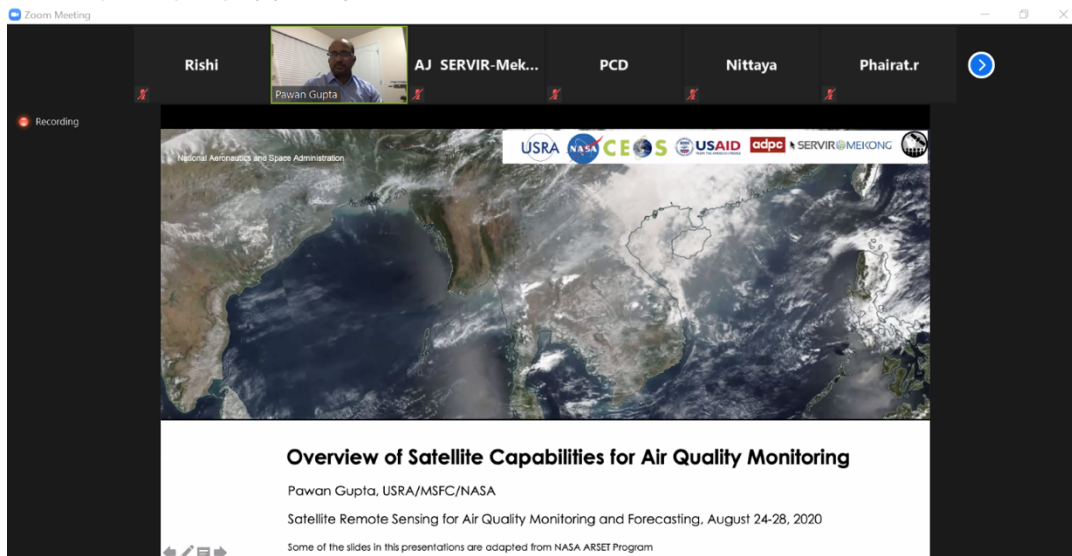 Zoom Meeting
Rishi
Pawan Gupta
AJ SERVIR-Mek...
PCD
Nittaya
Phairat.r
Recording
National Aeronautics and Space Administration
USRA NASA CEOS USAID adpc SERVIR MEKONG
Overview of Satellite Capabilities for Air Quality Monitoring
Pawan Gupta, USRA/MSFC/NASA
Satellite Remote Sensing for Air Quality Monitoring and Forecasting, August 24-28, 2020
Some of the slides in this presentations are adapted from NASA ARSET Program